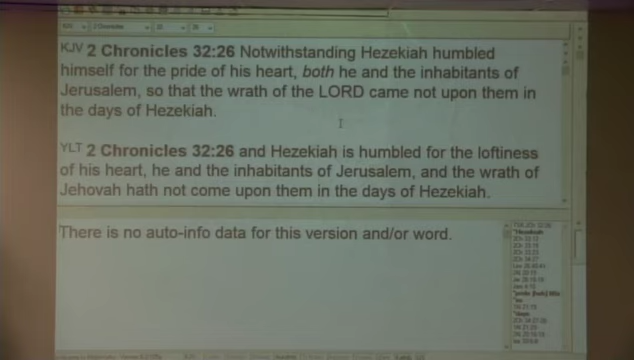 KJV 2 Chronicles 32:26 Notwithstanding Hezekiah humbled
himself for the pride of his heart, both he and the inhabitants of
Jerusalem, so that the wrath of the LORD came not upon them in
the days of Hezekiah.
YLT 2 Chronicles 32:26 and Hezekiah is humbled for the loftiness
of his heart, he and the inhabitants of Jerusalem, and the wrath of
Jehovah hath not come upon them in the days of Hezekiah.
There is no auto-info data for this version and/or word.